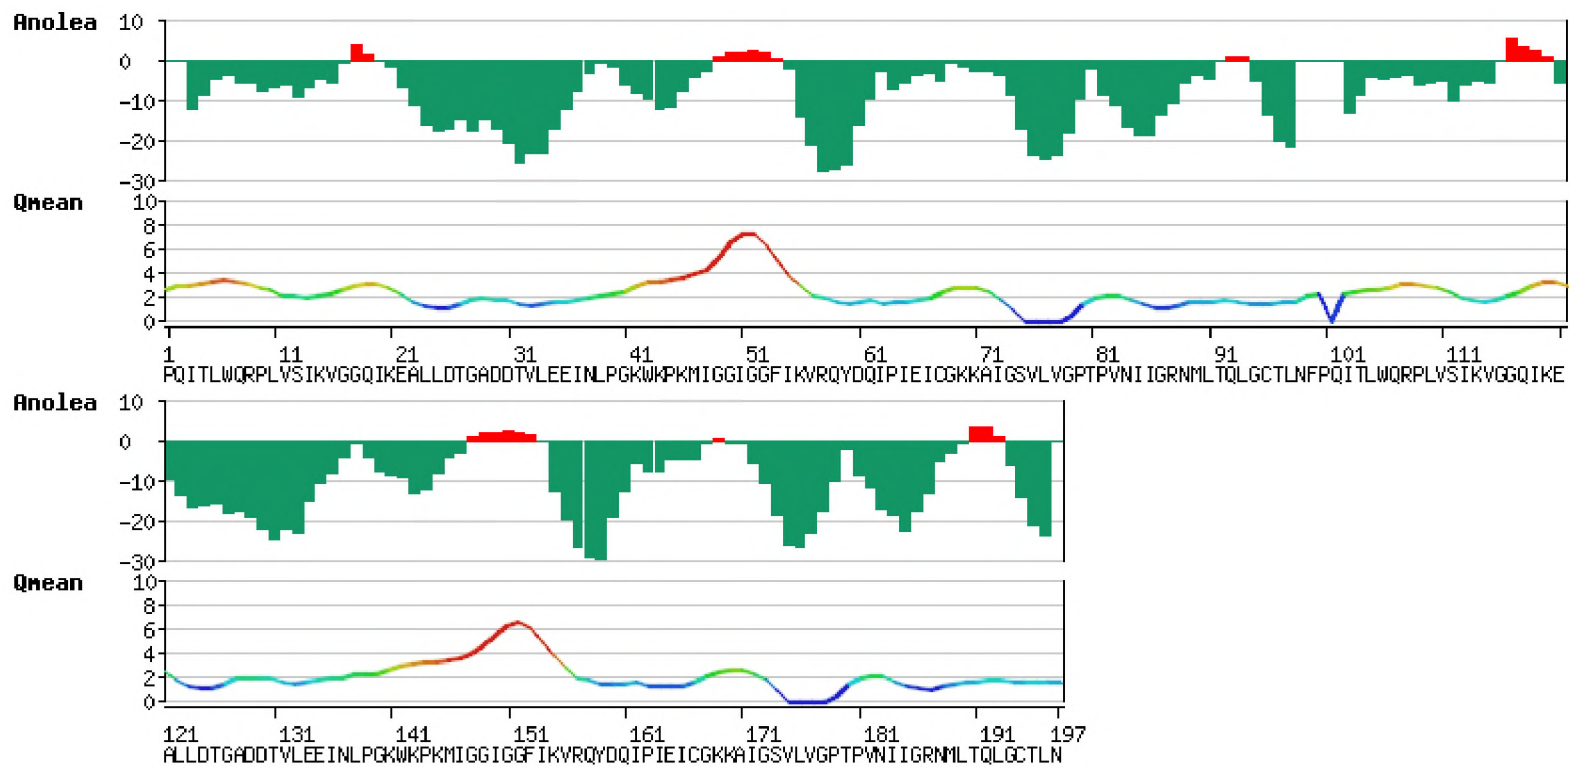 Anolea
10
0
-10
-20
-30
Qmean
10
8
6
4
2
0
1 11 21 31 41 51 61 71 81 91 101 111
PQITLWQRPLVSIKVGGQIKEALLDTGADDTVLEEINLPGKWKPKMIGGIGGFIKVRQYDQIPIEICGKKAIGSVLVGPTPVNIIGRNMLTQLGCTLNFPQITLWQRPLVSIKVGGQIKE
Anolea
10
0
-10
-20
-30
Qmean
10
8
6
4
2
0
121 131 141 151 161 171 181 191 197
ALLDTGADDTVLEEINLPGKWKPKMIGGIGGFIKVRQYDQIPIEICGKKAIGSVLVGPTPVNIIGRNMLTQLGCTLN